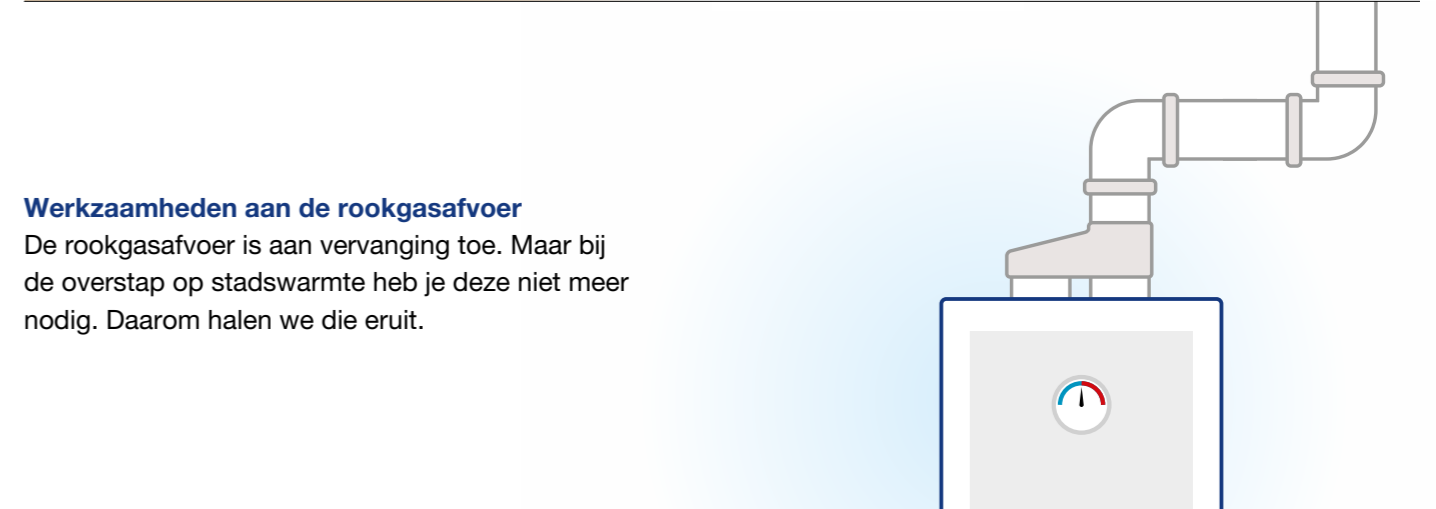 Werkzaamheden aan de rookgasafvoer
De rookgasafvoer is aan vervanging toe. Maar bij
de overstap op stadswarmte heb je deze niet meer
nodig. Daarom halen we die eruit.